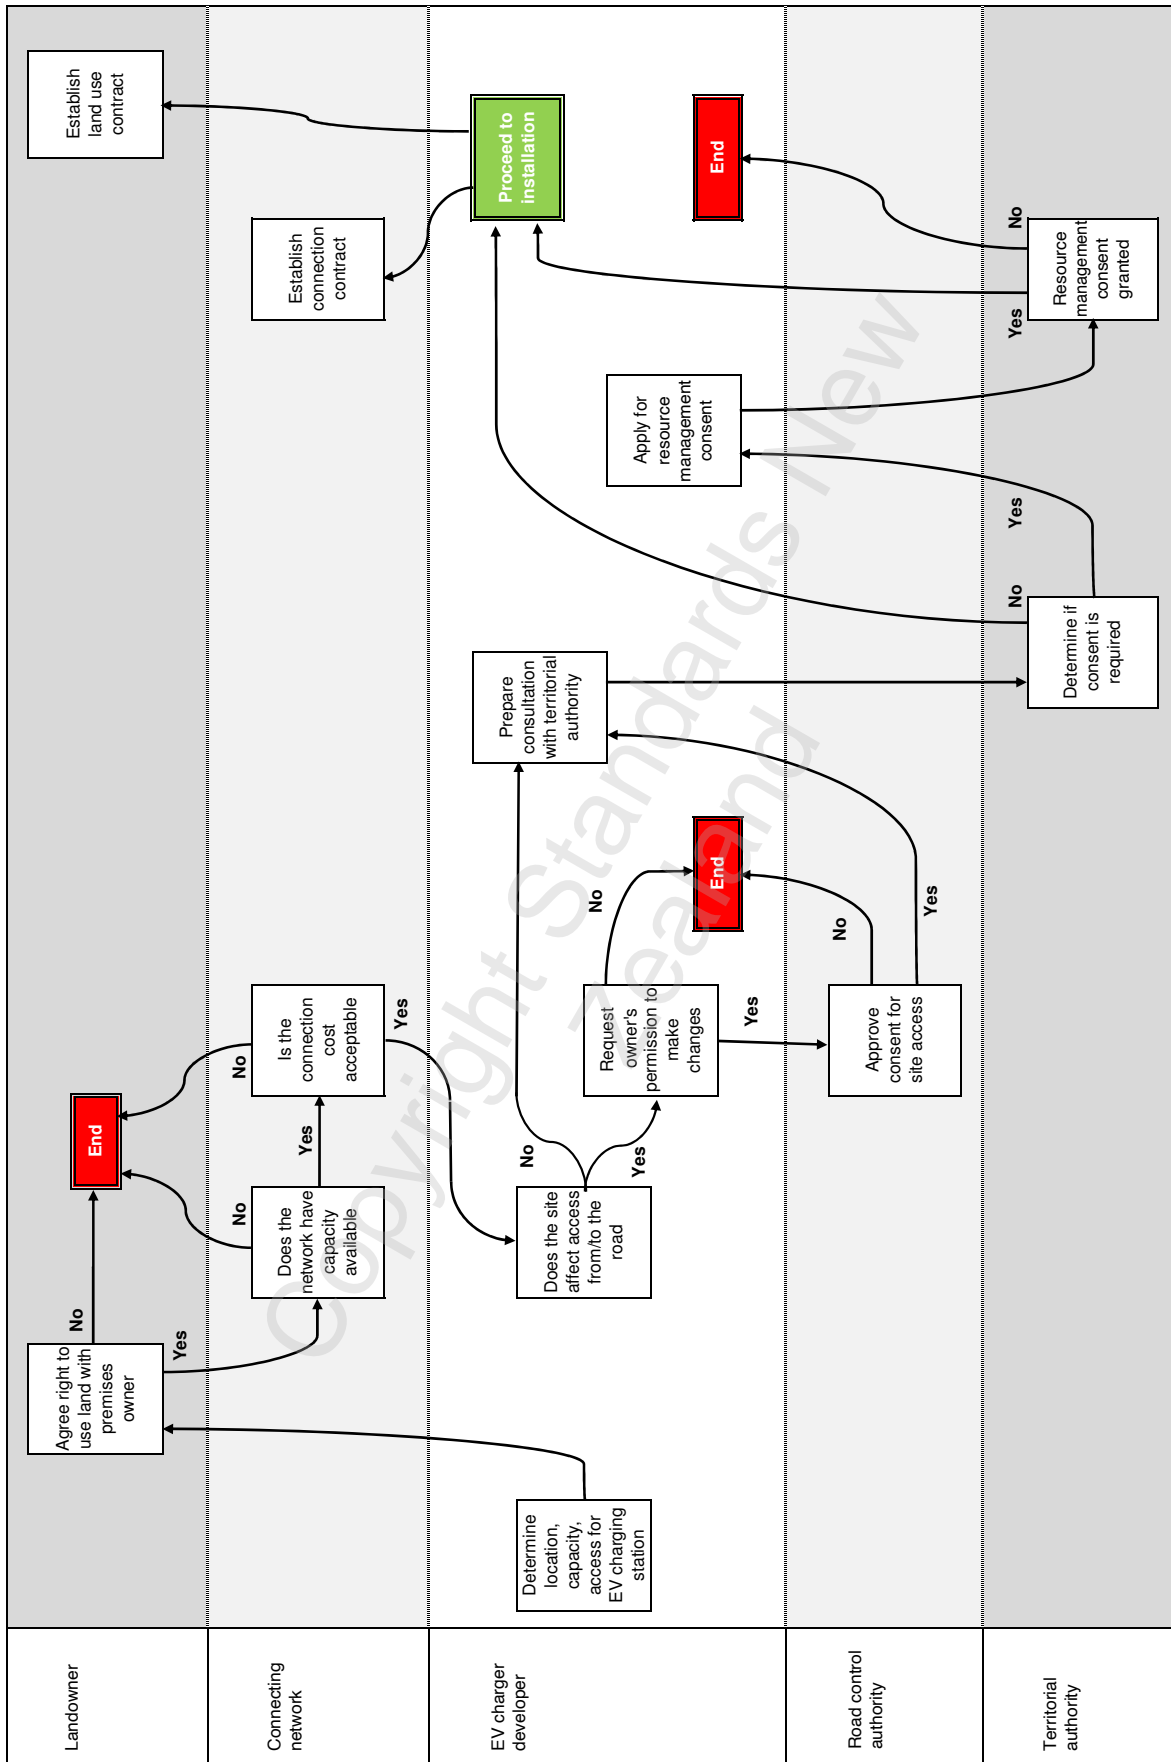 Landowner
Agree right to
use land with
premises
owner
No
Yes
End
Establish
land use
contract
Connecting
network
Does the
network have
capacity
available
No
Yes
Is the
connection
cost
acceptable
No
Yes
Establish
connection
contract
EV charger
developer
Determine
location,
capacity,
access for
EV charging
station
Does the site
affect access
from/to the
road
No
Yes
Request
owner's
permission to
make
changes
No
Yes
End
Prepare
consultation
with territorial
authority
Apply for
resource
management
consent
Proceed to
installation
End
Road control
authority
Approve
consent for
site access
No
Yes
Territorial
authority
Determine if
consent is
required
No
Yes
Resource
management
consent
granted
Yes
No
Copyright Standards New
Zealand